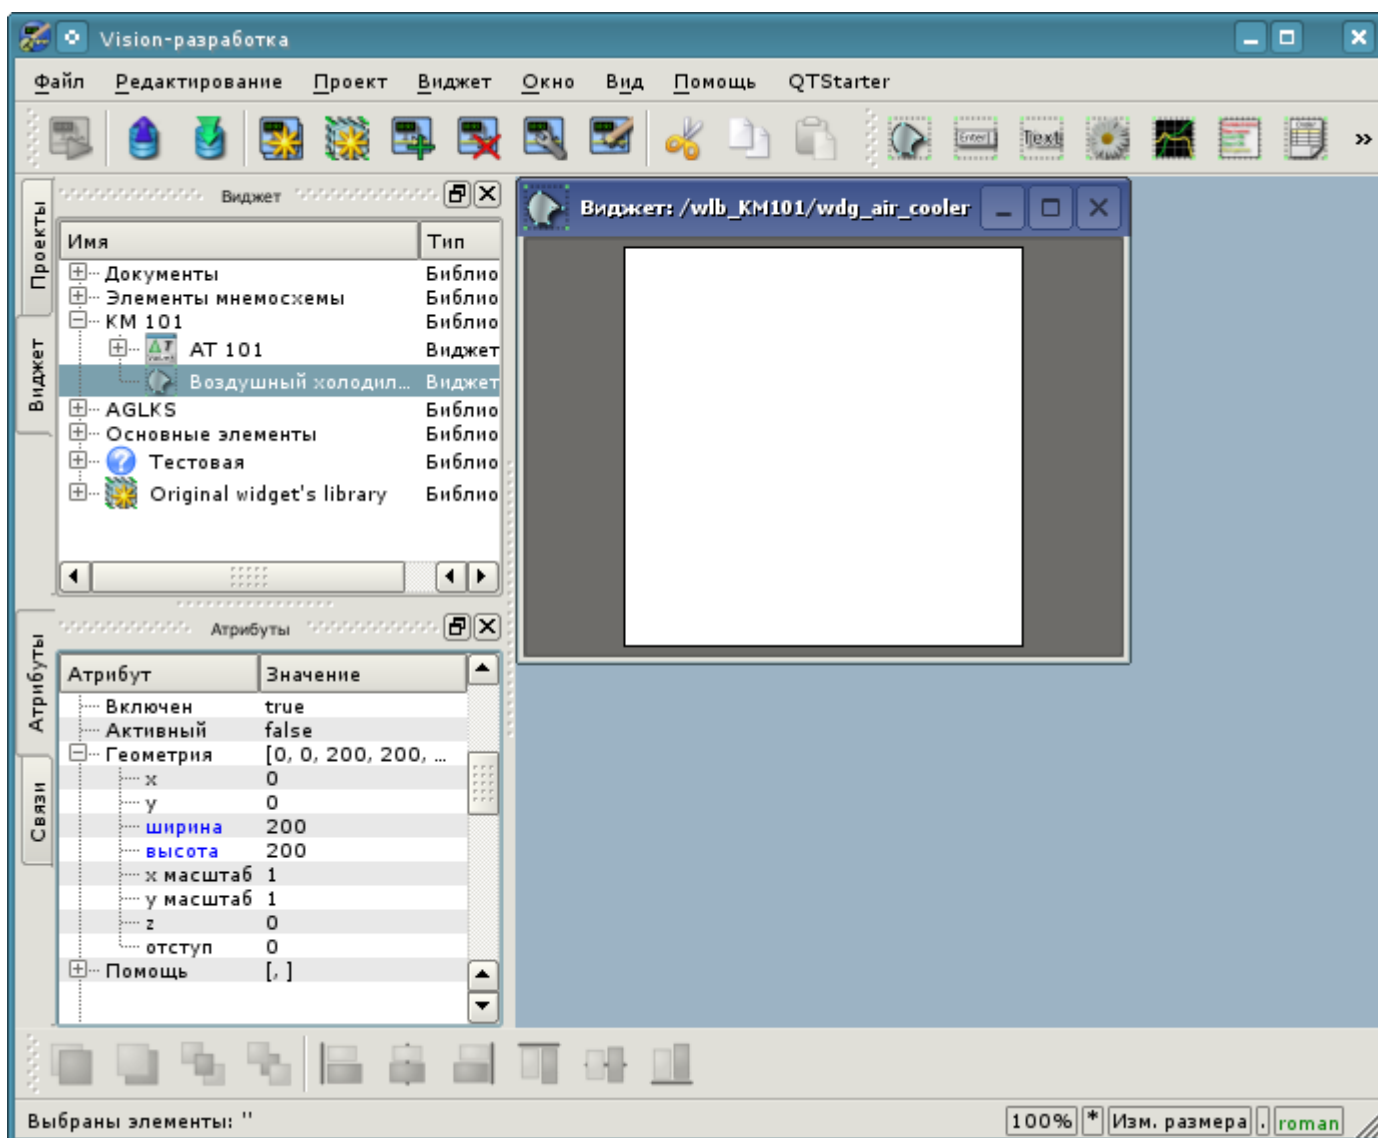 Vision-разработка
Файл Редактирование Проект Виджет Окно Вид Помощь QTStarter
Enter Text »
Проекты
Виджет
Виджет
Имя Тип
Документы Библио
Элементы мнемосхемы Библио
КМ 101 Библио
АТ 101 Виджет
Воздушный холодил... Виджет
AGLKS Библио
Основные элементы Библио
Тестовая Библио
Original widget's library Библио
Виджет: /wlb_KM101/wdg_air_cooler
Атрибуты
Связи
Атрибуты
Атрибут Значение
Включен true
Активный false
Геометрия [0, 0, 200, 200, ...
x 0
y 0
ширина 200
высота 200
x масштаб 1
y масштаб 1
z 0
отступ 0
Помощь [, ]
Выбраны элементы: '' 100% * Изм. размера . roman